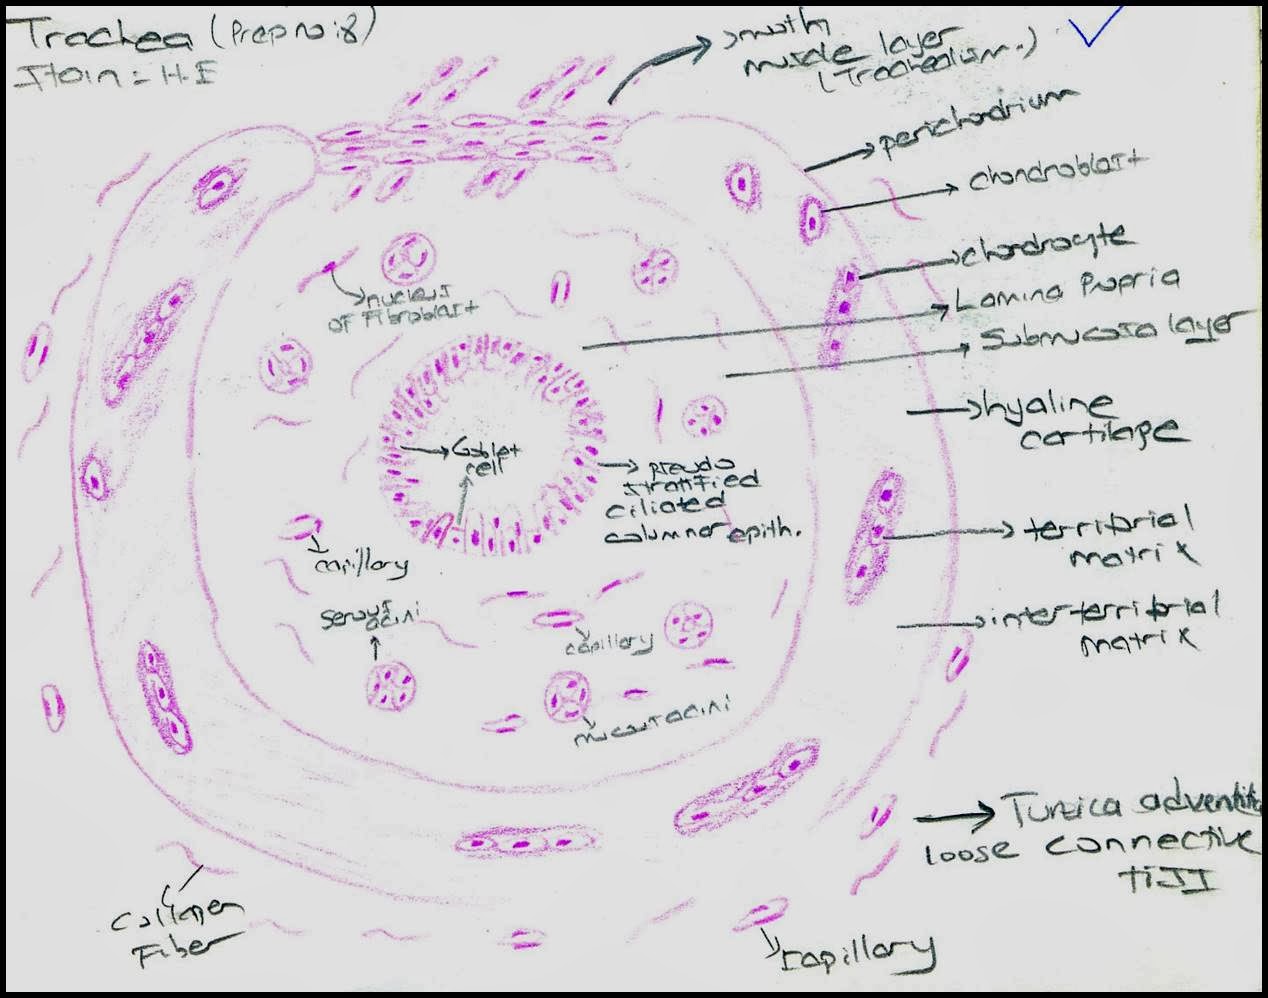 Trachea (Prep no:8)
Stain = H.E
smooth
muscle layer
(Trachealis m.)
perichondrium
chondroblast
chondrocyte
Lamina Propria
Submucosa layer
hyaline
cartilage
territorial
matrix
interterritorial
matrix
nucleus
of Fibroblast
Goblet
cell
pseudo
stratified
ciliated
columnar epith.
capillary
serous
acini
capillary
mucous acini
Tunica adventitia
loose connective
tiss
Collagen
Fiber
capillary